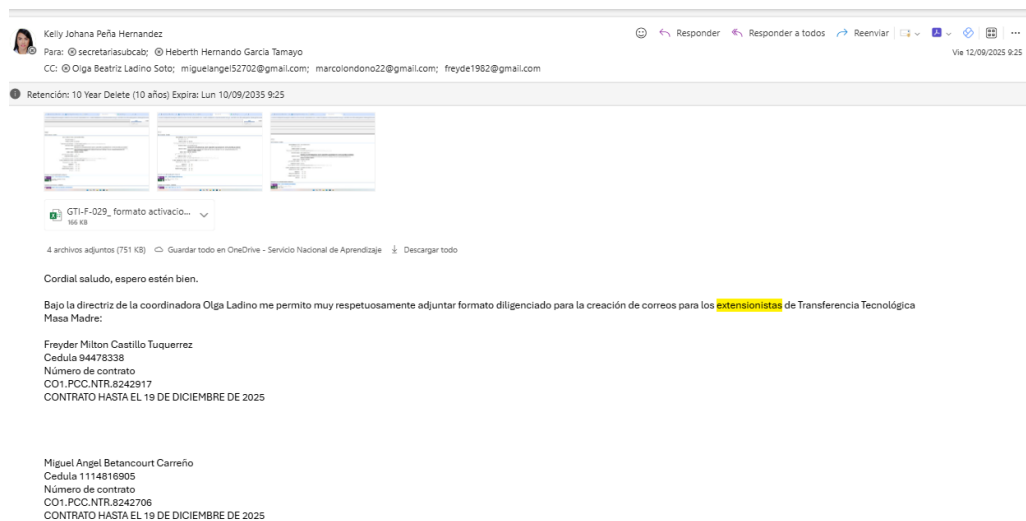 Kelly Johana Peña Hernandez
Responder
Responder a todos
Reenviar
Para: secretariasubcab; Heberth Hernando Garcia Tamayo
Vie 12/09/2025 9:25
CC: Olga Beatriz Ladino Soto; miguelangel52702@gmail.com; marcolondono22@gmail.com; freyde1982@gmail.com
Retención: 10 Year Delete (10 años) Expira: Lun 10/09/2035 9:25
GTI-F-029_ formato activacio...
166 KB
4 archivos adjuntos (751 KB) Guardar todo en OneDrive - Servicio Nacional de Aprendizaje Descargar todo
Cordial saludo, espero estén bien.
Bajo la directriz de la coordinadora Olga Ladino me permito muy respetuosamente adjuntar formato diligenciado para la creación de correos para los extensionistas de Transferencia Tecnológica
Masa Madre:
Freyder Milton Castillo Tuquerrez
Cedula 94478338
Número de contrato
CO1.PCC.NTR.8242917
CONTRATO HASTA EL 19 DE DICIEMBRE DE 2025
Miguel Angel Betancourt Carreño
Cedula 1114816905
Número de contrato
CO1.PCC.NTR.8242706
CONTRATO HASTA EL 19 DE DICIEMBRE DE 2025